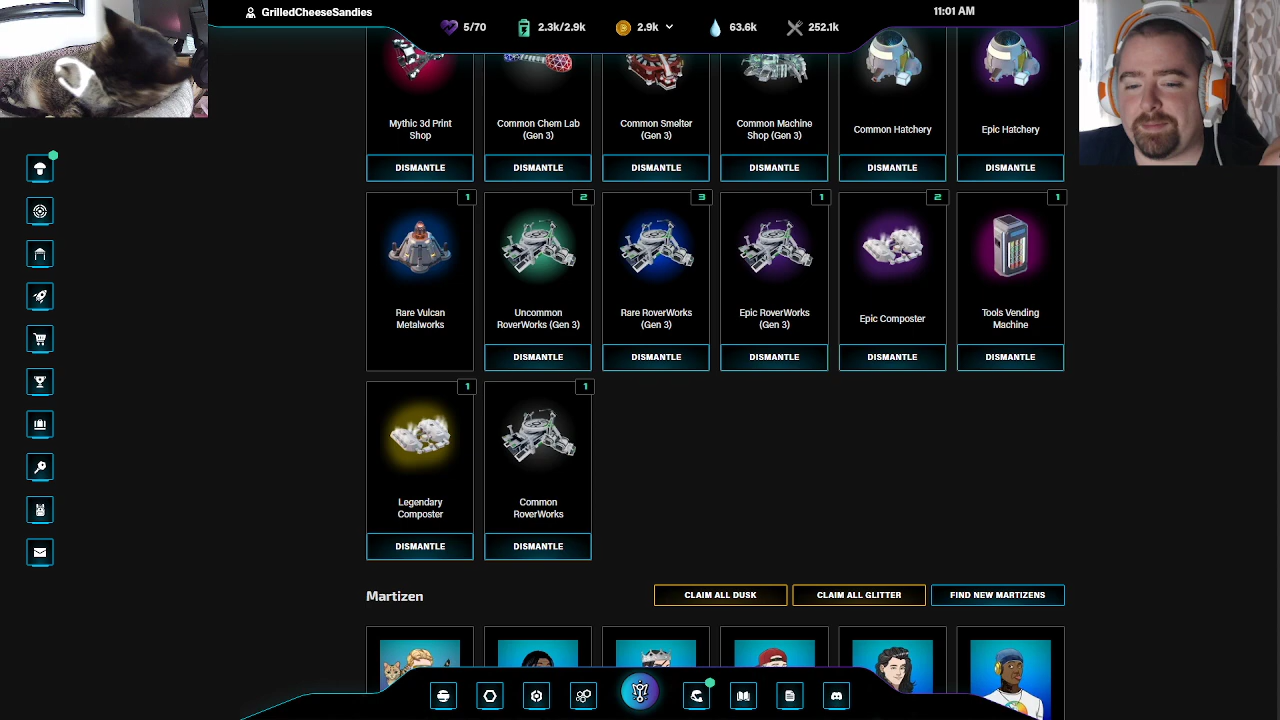 GrilledCheeseSandies
5/70
2.3k/2.9k
2.9k
63.6k
252.1k
11:01 AM
Mythic 3d Print
Shop
Common Chem Lab
(Gen 3)
Common Smelter
(Gen 3)
Common Machine
Shop (Gen 3)
Common Hatchery
Epic Hatchery
DISMANTLE
DISMANTLE
DISMANTLE
DISMANTLE
DISMANTLE
DISMANTLE
1
2
3
1
2
1
Rare Vulcan
Metalworks
Uncommon
RoverWorks (Gen 3)
Rare RoverWorks
(Gen 3)
Epic RoverWorks
(Gen 3)
Epic Composter
Tools Vending
Machine
DISMANTLE
DISMANTLE
DISMANTLE
DISMANTLE
DISMANTLE
1
1
Legendary
Composter
Common
RoverWorks
DISMANTLE
DISMANTLE
Martizen
CLAIM ALL DUSK
CLAIM ALL GLITTER
FIND NEW MARTIZENS